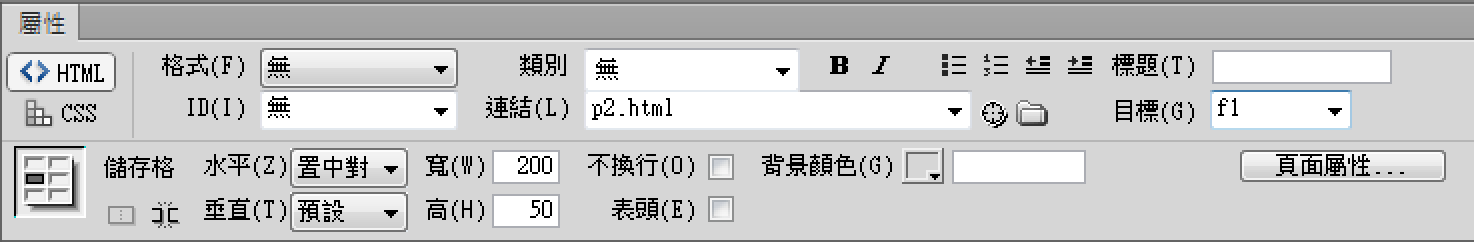 屬性
HTML 格式(F) 無 類別 無 B I 標題(T)
CSS ID(I) 無 連結(L) p2.html 目標(G) f1
儲存格 水平(Z) 置中對 寬(W) 200 不換行(O) 背景顏色(G) 頁面屬性...
垂直(T) 預設 高(H) 50 表頭(E)